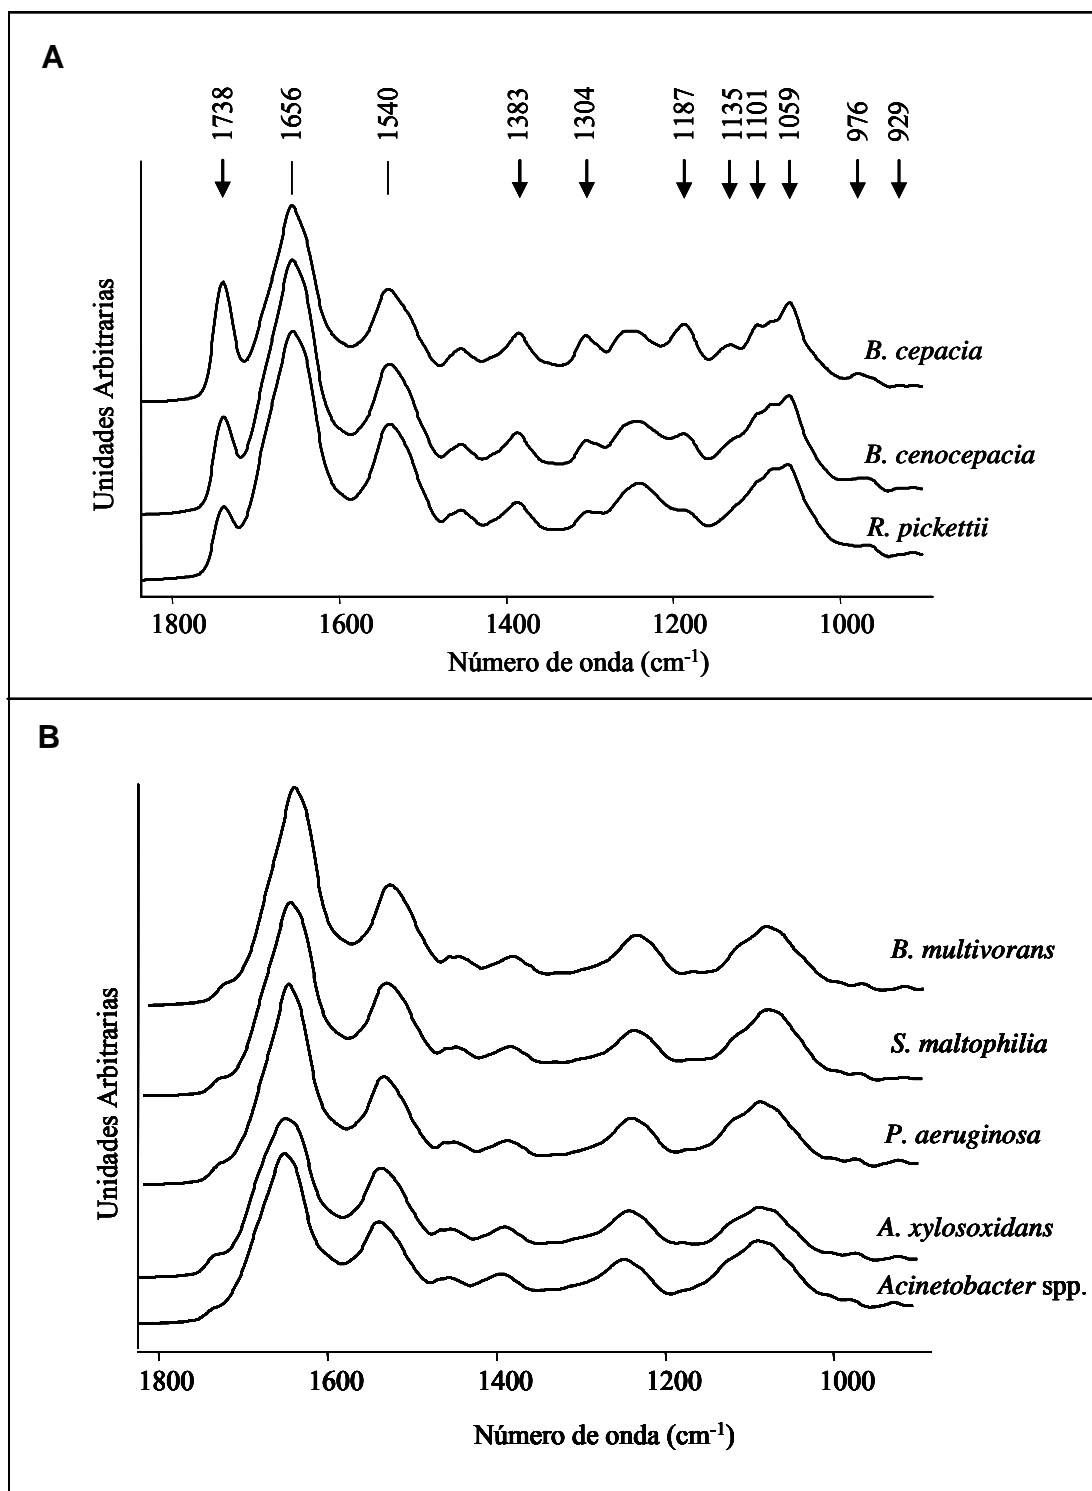 A
1738 1656 1540 1383 1304 1187 1135 1101 1059 976 929
Unidades Arbitrarias
B. cepacia
B. cenocepacia
R. pickettii
1800 1600 1400 1200 1000
Número de onda (cm-1)
B
Unidades Arbitrarias
B. multivorans
S. maltophilia
P. aeruginosa
A. xylosoxidans
Acinetobacter spp.
1800 1600 1400 1200 1000
Número de onda (cm-1)